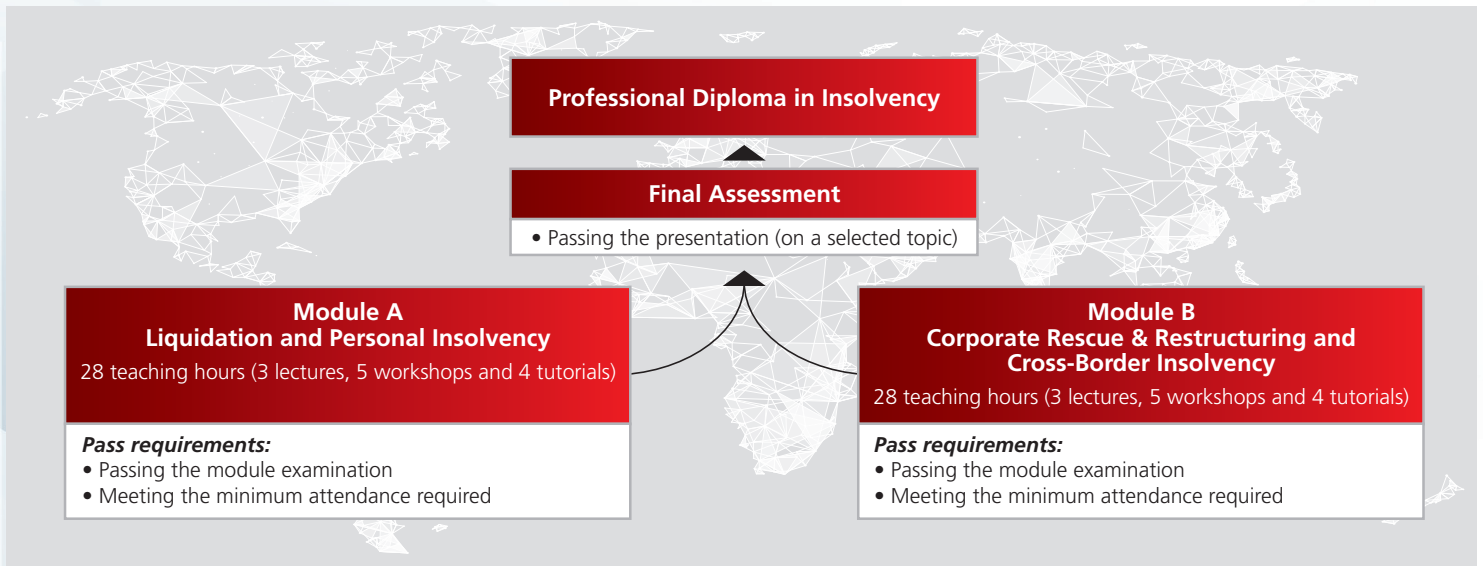 Professional Diploma in Insolvency
Final Assessment
• Passing the presentation (on a selected topic)
Module A
Liquidation and Personal Insolvency
28 teaching hours (3 lectures, 5 workshops and 4 tutorials)
Pass requirements:
• Passing the module examination
• Meeting the minimum attendance required
Module B
Corporate Rescue & Restructuring and
Cross-Border Insolvency
28 teaching hours (3 lectures, 5 workshops and 4 tutorials)
Pass requirements:
• Passing the module examination
• Meeting the minimum attendance required